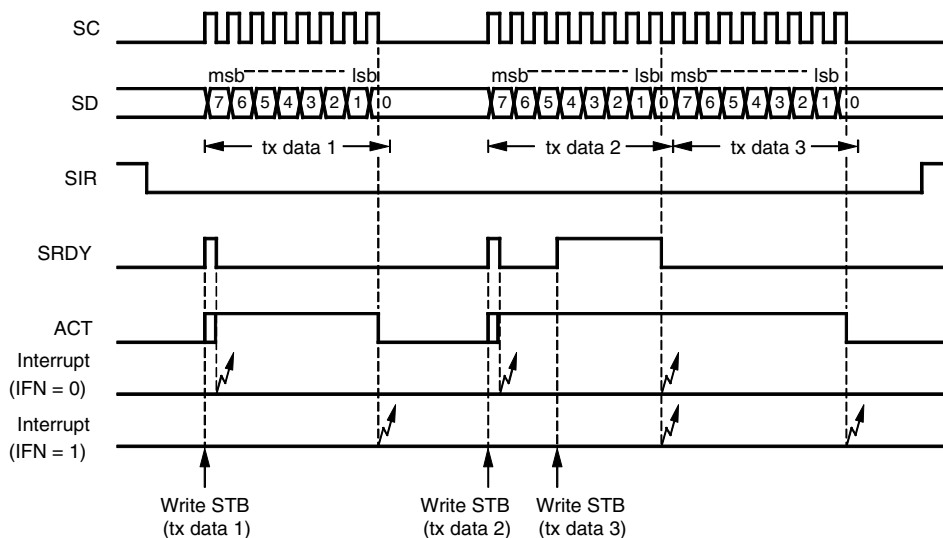 SC
msb lsb msb lsb msb lsb
SD 7 6 5 4 3 2 1 0 7 6 5 4 3 2 1 0 7 6 5 4 3 2 1 0
tx data 1 tx data 2 tx data 3
SIR
SRDY
ACT
Interrupt
(IFN = 0)
Interrupt
(IFN = 1)
Write STB
(tx data 1)
Write STB
(tx data 2)
Write STB
(tx data 3)